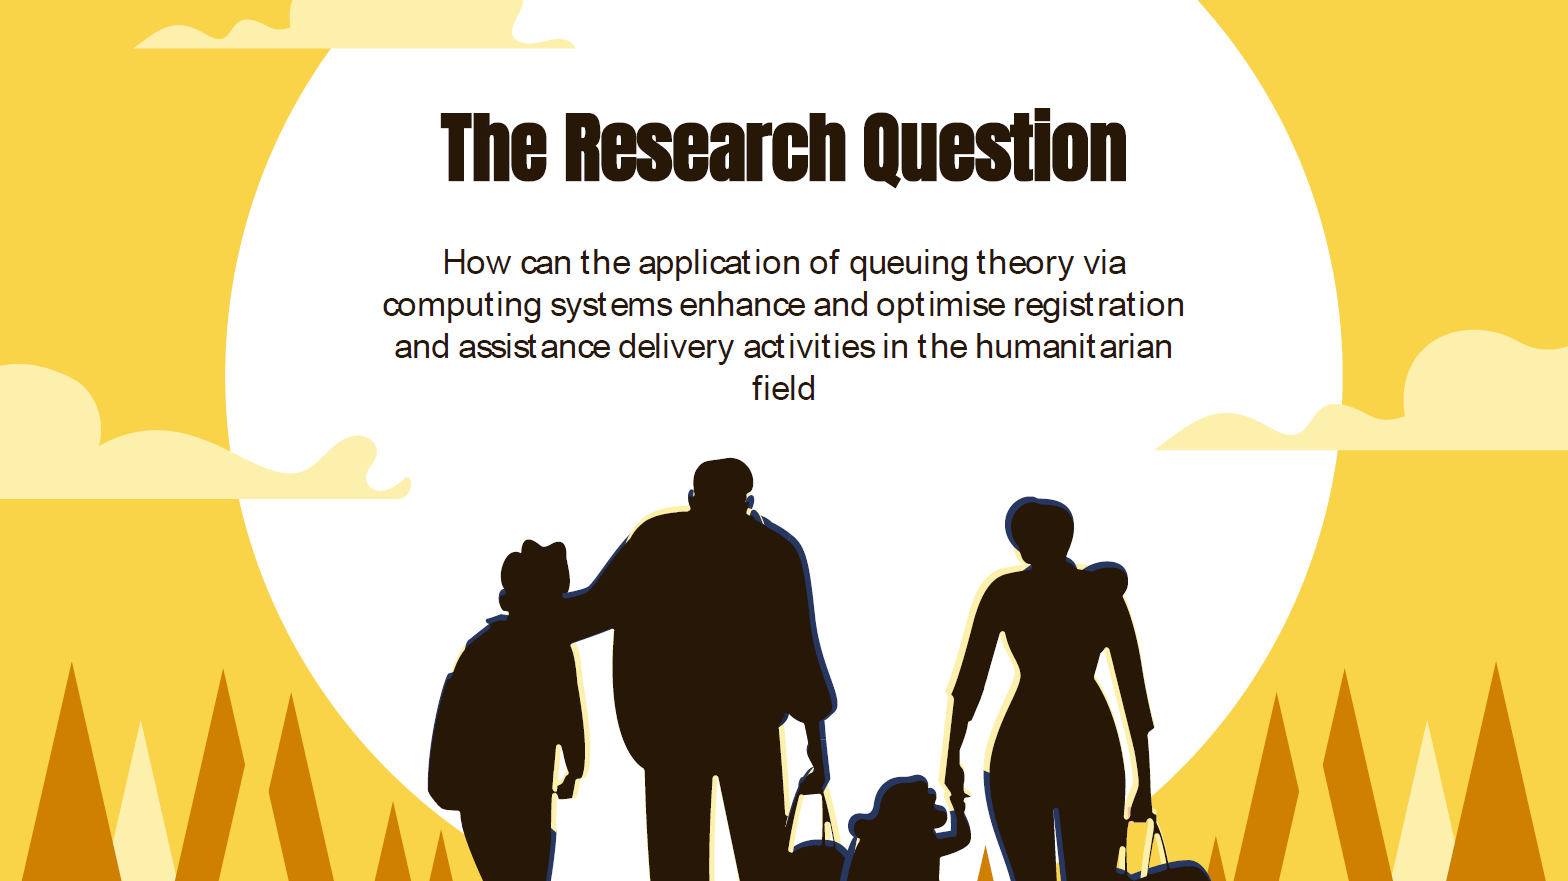 The Research Question
How can the application of queuing theory via
computing systems enhance and optimise registration
and assistance delivery activities in the humanitarian
field